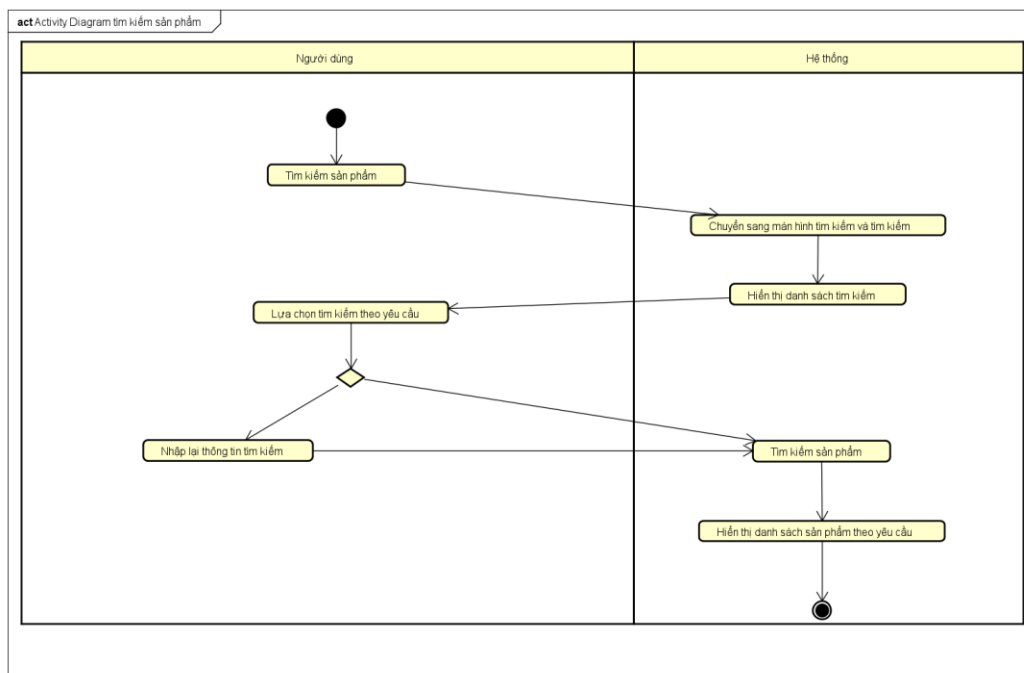 act Activity Diagram tìm kiếm sản phẩm
Người dùng
Hệ thống
Tìm kiếm sản phẩm
Chuyển sang màn hình tìm kiếm và tìm kiếm
Hiển thị danh sách tìm kiếm
Lựa chọn tìm kiếm theo yêu cầu
Nhập lại thông tin tìm kiếm
Tìm kiếm sản phẩm
Hiển thị danh sách sản phẩm theo yêu cầu